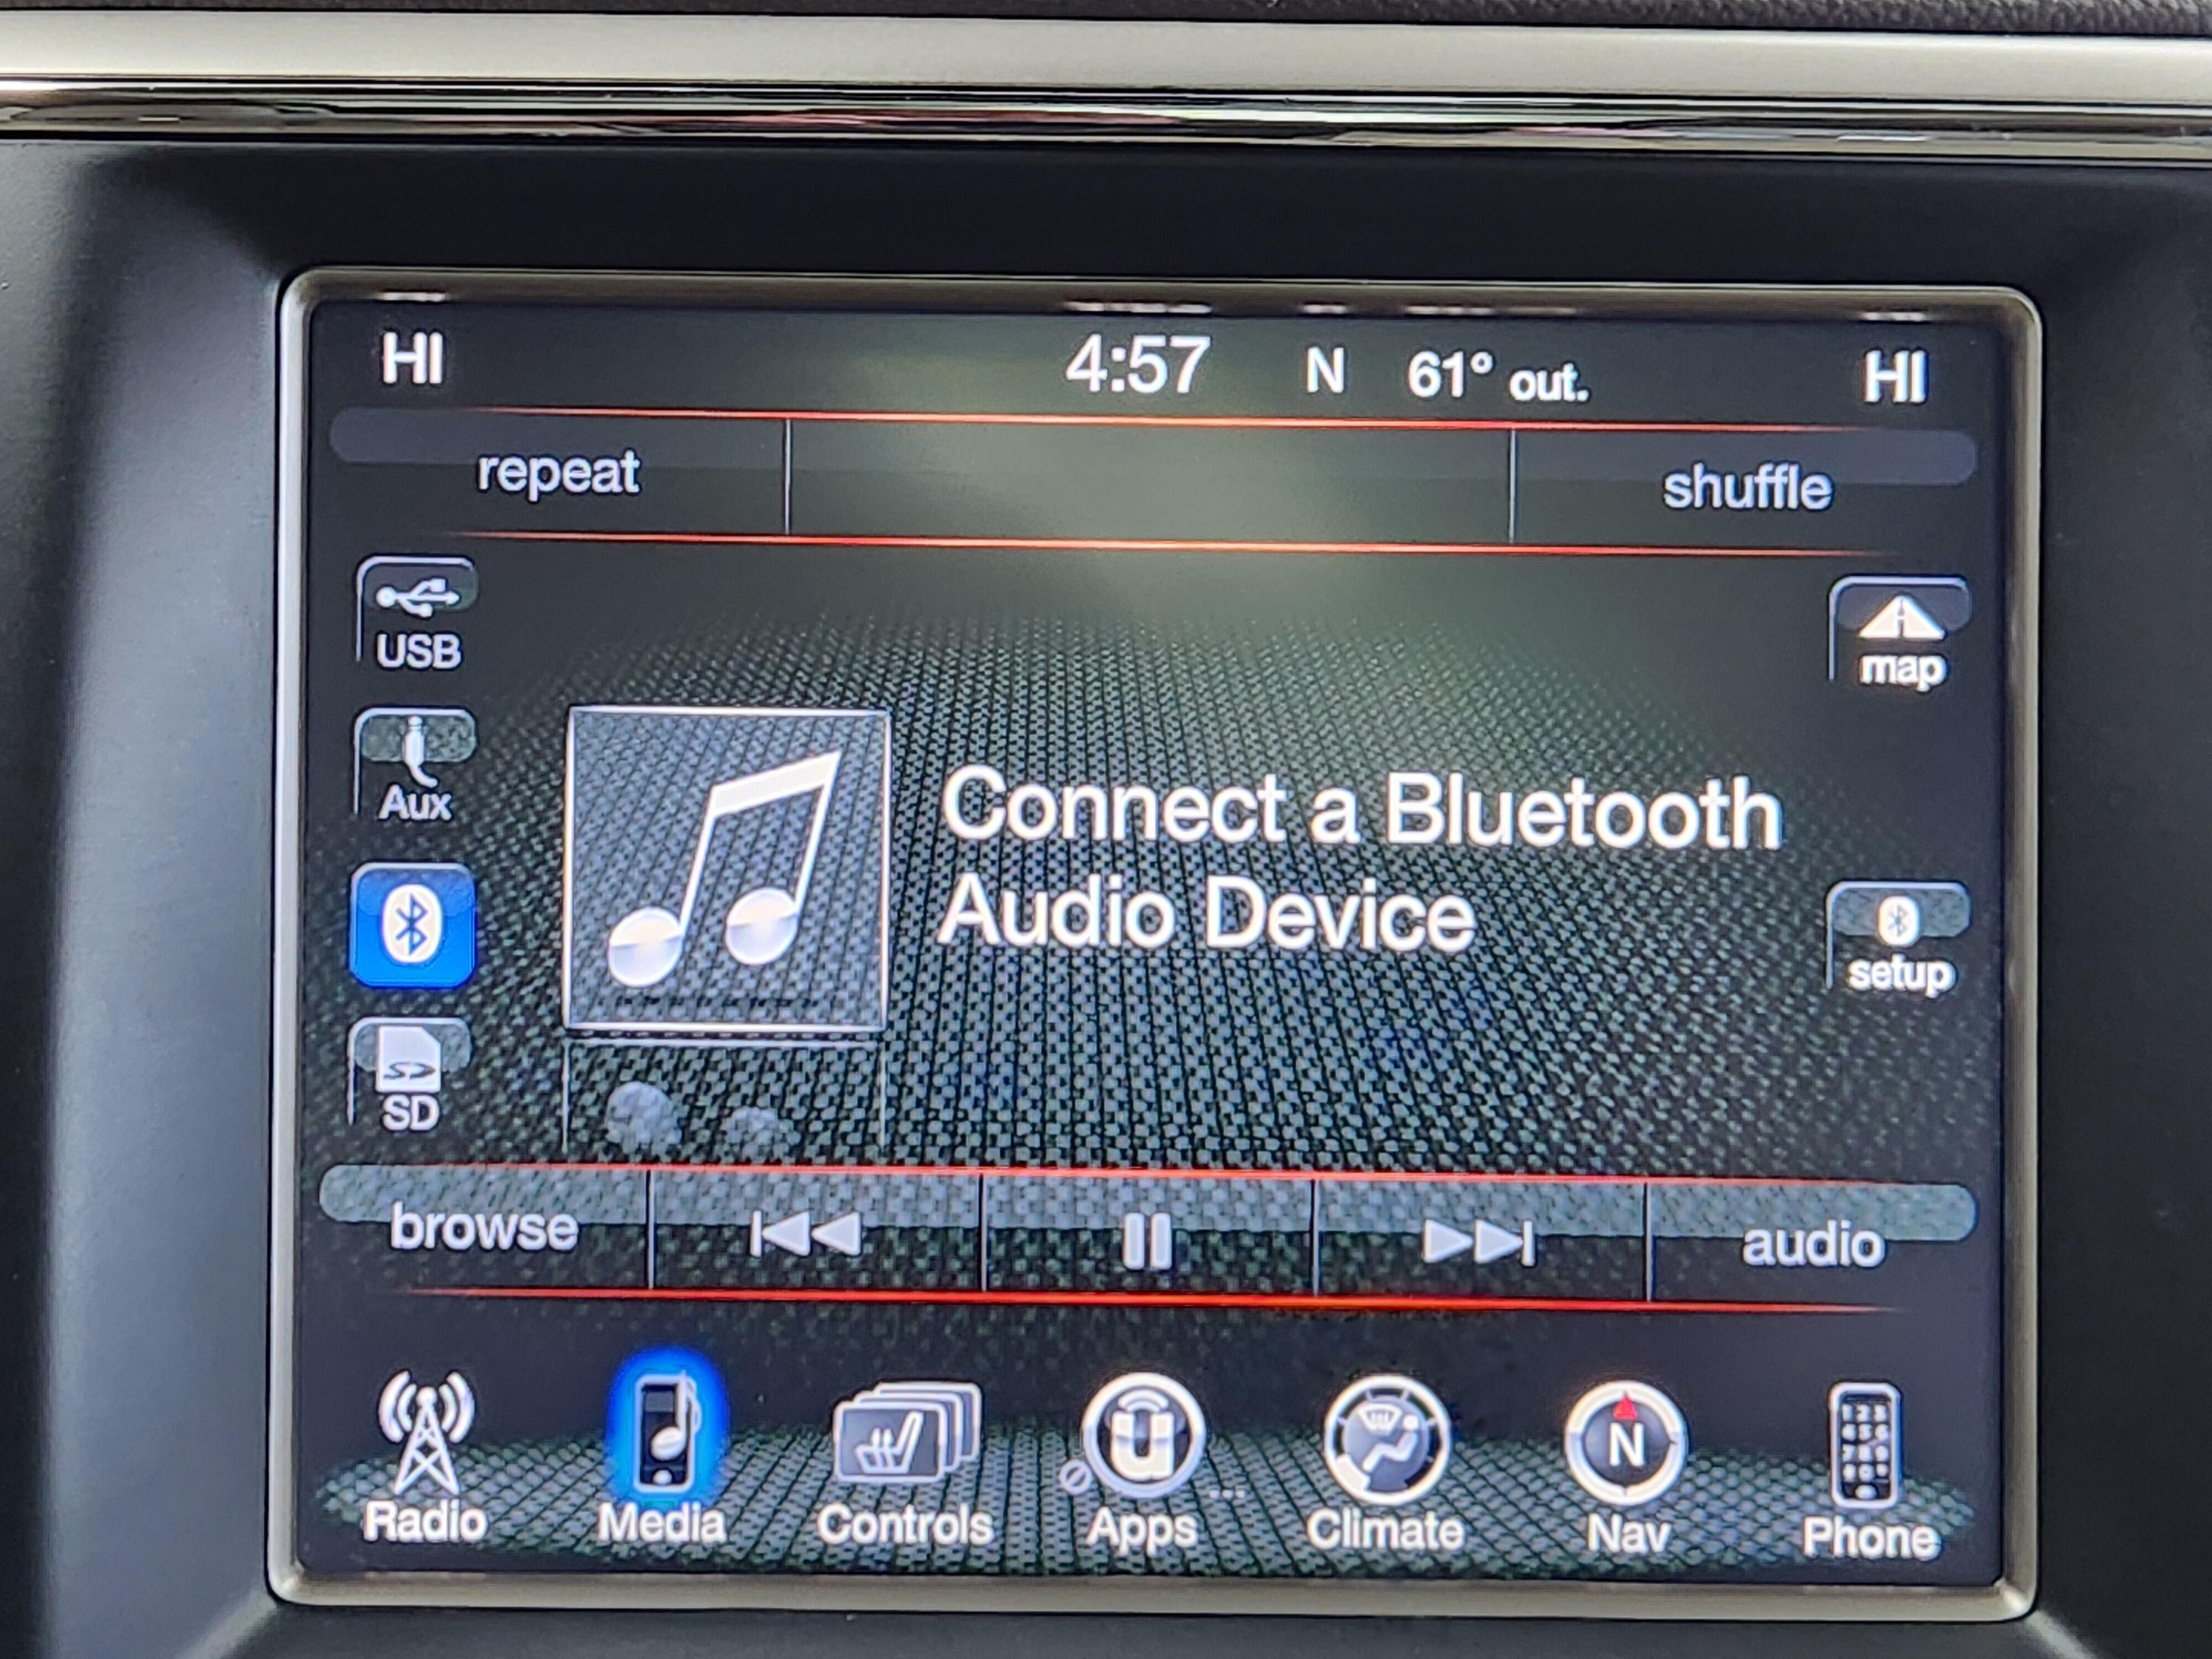 HI 4:57 N 61° out. HI
repeat shuffle
USB
map
Aux
Connect a Bluetooth
Audio Device
setup
SD
browse audio
Radio Media Controls Apps Climate Nav Phone
N